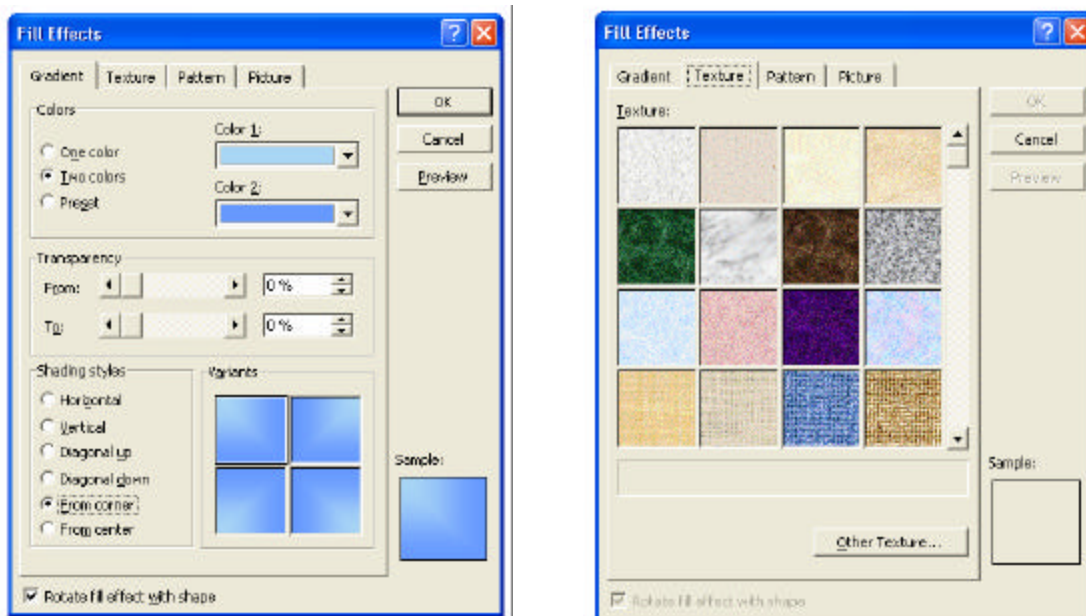 Fill Effects
Gradient Texture Pattern Picture
Colors
One color
Two colors
Preset
Color 1:
Color 2:
OK
Cancel
Preview
Transparency
From: 0 %
To: 0 %
Shading styles
Horizontal
Vertical
Diagonal up
Diagonal down
From corner
From center
Variants
Sample:
Rotate fill effect with shape
Fill Effects
Gradient Texture Pattern Picture
Texture:
OK
Cancel
Preview
Sample:
Other Texture...
Rotate fill effect with shape